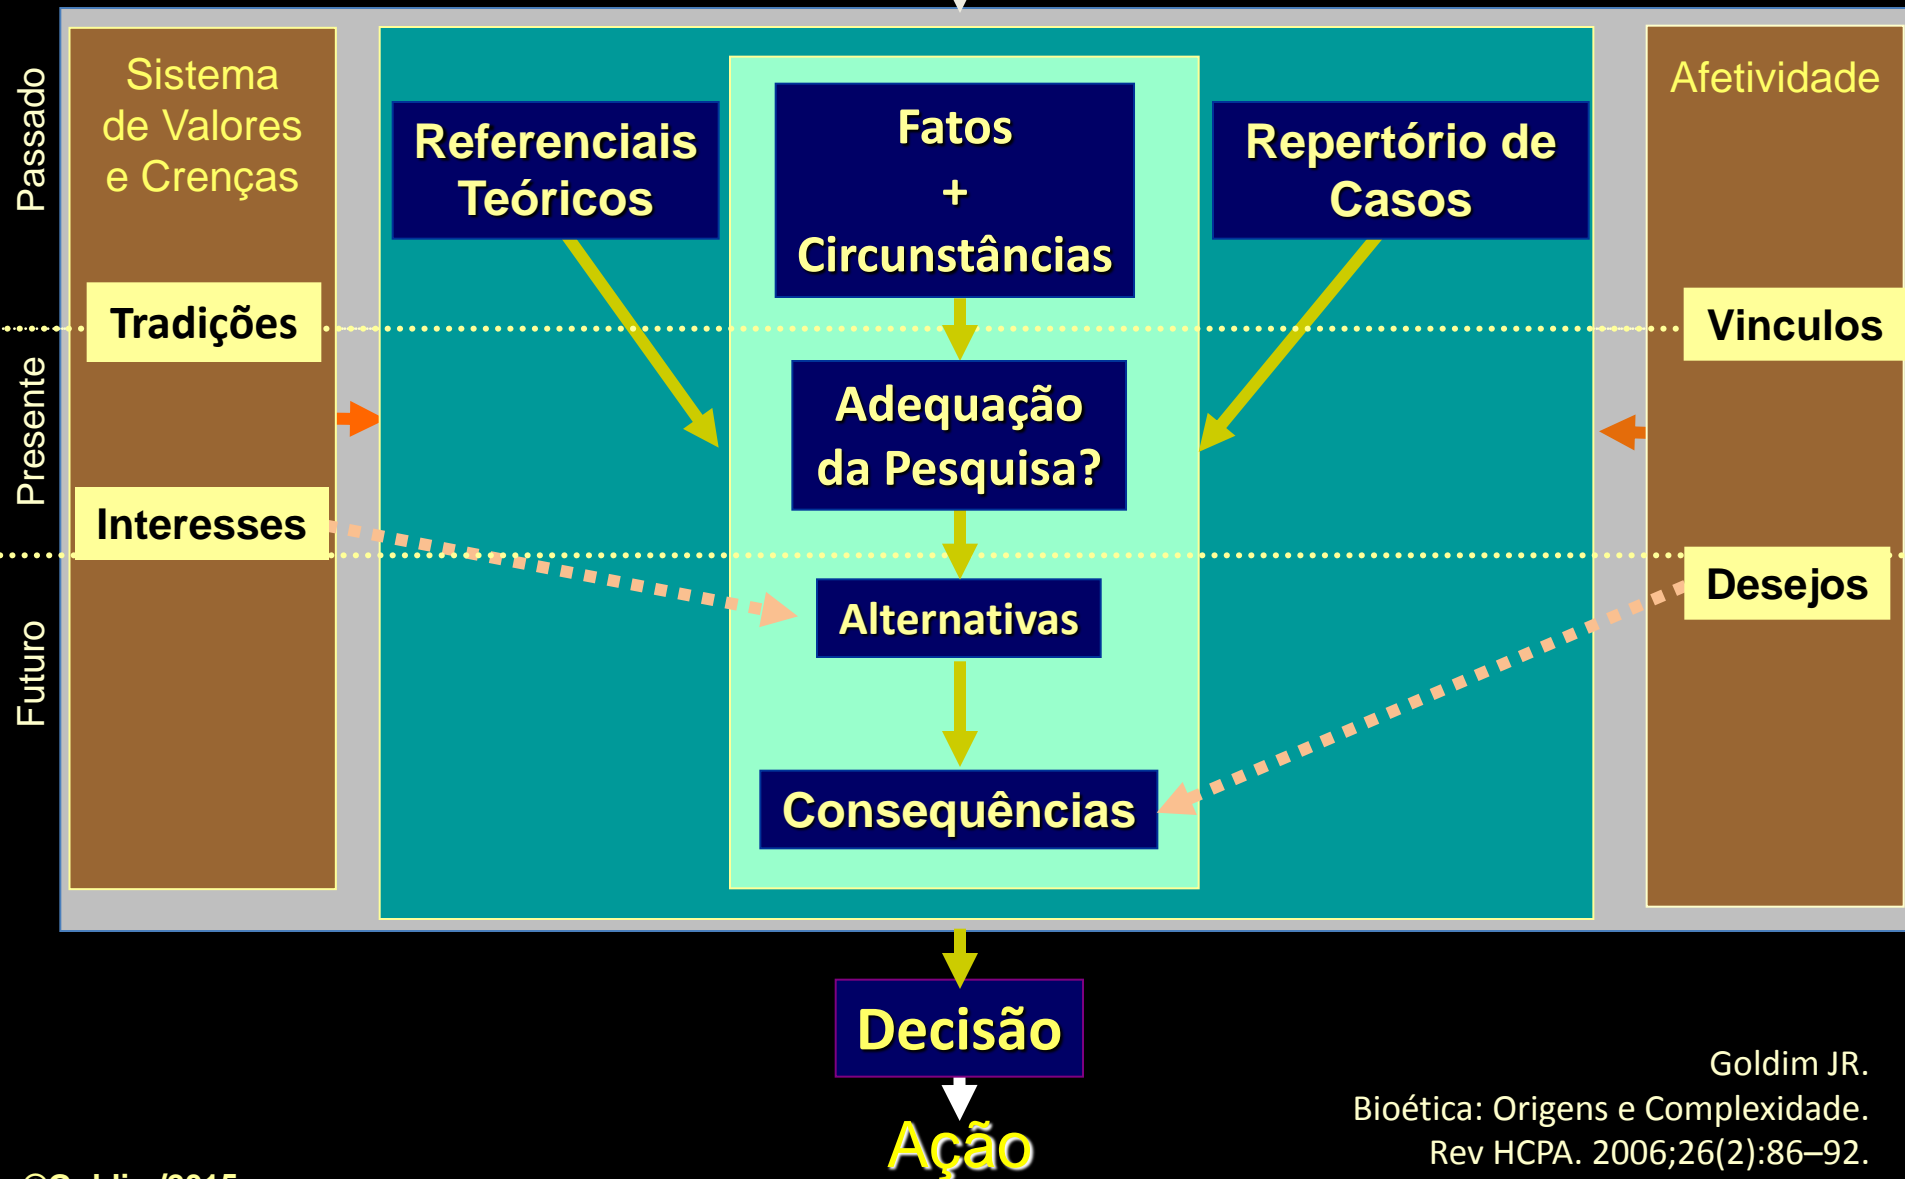 Passado
Presente
Futuro
Sistema
de Valores
e Crenças
Tradições
Interesses
Referenciais
Teóricos
Fatos
+
Circunstâncias
Repertório de
Casos
Adequação
da Pesquisa?
Alternativas
Consequências
Afetividade
Vinculos
Desejos
Decisão
Ação
Goldim JR.
Bioética: Origens e Complexidade.
Rev HCPA. 2006;26(2):86–92.
©Goldim/2015